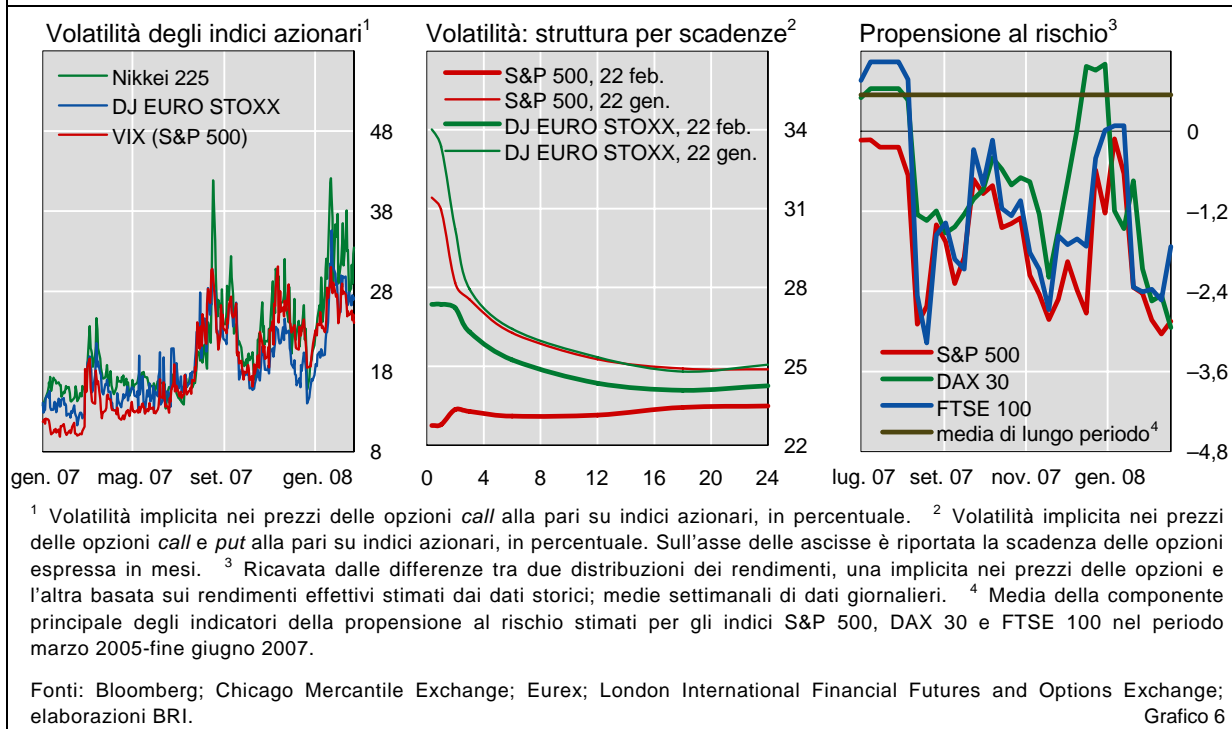 Volatilità degli indici azionari¹
Nikkei 225
DJ EURO STOXX
VIX (S&P 500)
48
38
28
18
8
gen. 07 mag. 07 set. 07 gen. 08
Volatilità: struttura per scadenze²
S&P 500, 22 feb.
S&P 500, 22 gen.
DJ EURO STOXX, 22 feb.
DJ EURO STOXX, 22 gen.
34
31
28
25
22
0 4 8 12 16 20 24
Propensione al rischio³
0
–1,2
–2,4
–3,6
–4,8
S&P 500
DAX 30
FTSE 100
media di lungo periodo⁴
lug. 07 set. 07 nov. 07 gen. 08
¹ Volatilità implicita nei prezzi delle opzioni call alla pari su indici azionari, in percentuale. ² Volatilità implicita nei prezzi
delle opzioni call e put alla pari su indici azionari, in percentuale. Sull'asse delle ascisse è riportata la scadenza delle opzioni
espressa in mesi. ³ Ricavata dalle differenze tra due distribuzioni dei rendimenti, una implicita nei prezzi delle opzioni e
l'altra basata sui rendimenti effettivi stimati dai dati storici; medie settimanali di dati giornalieri. ⁴ Media della componente
principale degli indicatori della propensione al rischio stimati per gli indici S&P 500, DAX 30 e FTSE 100 nel periodo
marzo 2005-fine giugno 2007.
Fonti: Bloomberg; Chicago Mercantile Exchange; Eurex; London International Financial Futures and Options Exchange;
elaborazioni BRI. Grafico 6